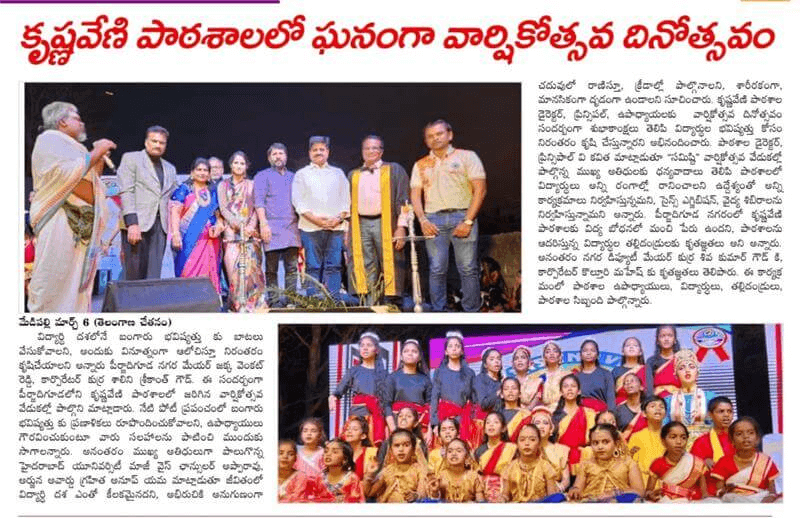 కృష్ణవేణి పాఠశాలలో ఘనంగా వార్షికోత్సవ దినోత్సవం
మేడిపల్లి మార్చ్ 6 (తెలంగాణ చేతనం)
విద్యార్థి దశలోనే బంగారు భవిష్యత్తు కు బాటలు
వేసుకోవాలని, అందుకు వినూత్నంగా ఆలోచిస్తూ నిరంతరం
కృషిచేయాలని అన్నారు పీర్జాదిగూడ నగర మేయర్ జక్క వెంకట్
రెడ్డి, కార్పొరేటర్ కుర్ర శాలిని శ్రీకాంత్ గౌడ్. ఈ సందర్భంగా
పీర్జాదిగూడలోని కృష్ణవేణి పాఠశాలలో జరిగిన వార్షికోత్సవ
వేడుకల్లో పాల్గొని మాట్లాడారు. నేటి పోటీ ప్రపంచంలో బంగారు
భవిష్యత్తు కు ప్రణాళికలు రూపొందించుకోవాలని, ఉపాధ్యాయులు
గౌరవించుకుంటూ వారు సలహాలను పాటించి ముందుకు
సాగాలన్నారు. అనంతరం ముఖ్య అతిథులుగా పాలుగొన్న
హైదరాబాద్ యూనివర్సిటీ మాజీ వైస్ ఛాన్సులర్ అప్పారావు,
అర్జున అవార్డు గ్రహీత అనూప్ యమ మాట్లాడుతూ జీవితంలో
విద్యార్థి దశ ఎంతో కీలకమైనదని, అభిరుచికి అనుగుణంగా
చదువులో రాణిస్తూ, క్రీడాల్లో పాల్గొనాలని, శారీరకంగా,
మానసికంగా దృడంగా ఉండాలని సూచించారు. కృష్ణవేణి పాఠశాల
డైరెక్టర్, ప్రిన్సిపల్, ఉపాధ్యాయలకు వార్షికోత్సవ దినోత్సవం
సందర్భంగా శుభాకాంక్షలు తెలిపి విద్యార్థుల భవిష్యత్తు కోసం
నిరంతరం కృషి చేస్తున్నారని అభినందించారు. పాఠశాల డైరెక్టర్,
ప్రిన్సిపాల్ వి కవిత మాట్లాడుతూ "సమిష్టి" వార్షికోత్సవ వేడుకల్లో
పాల్గొన్న ముఖ్య అతిథులకు ధన్యవాదాలు తెలిపి పాఠశాలలో
విద్యార్థులు అన్ని రంగాల్లో రాణించాలని ఉద్దేశ్యంతో అన్ని
కార్యక్రమాలు నిర్వహిస్తున్నమని, సైన్స్ ఎగ్జిబిషన్, వైద్య శిబిరాలను
నిర్వహిస్తున్నామని అన్నారు. పీర్జాదిగూడ నగరంలో కృష్ణవేణి
పాఠశాలకు విద్య బోధనలో మంచి పేరు ఉందని, పాఠశాలను
ఆదరిస్తున్న విద్యార్థుల తల్లిదండ్రులకు కృతజ్ఞతలు అని అన్నారు.
అనంతరం నగర డిప్యూటీ మేయర్ కుర్ర శివ కుమార్ గౌడ్ కి,
కార్పొరేటర్ కొల్తూరి మహేష్ కు కృతజ్ఞతలు తెలిపారు. ఈ కార్యక్ర
మంలో పాఠశాల ఉపాధ్యాయులు, విద్యార్థులు, తల్లిదండ్రులు,
పాఠశాల సిబ్బంది పాల్గొన్నారు.